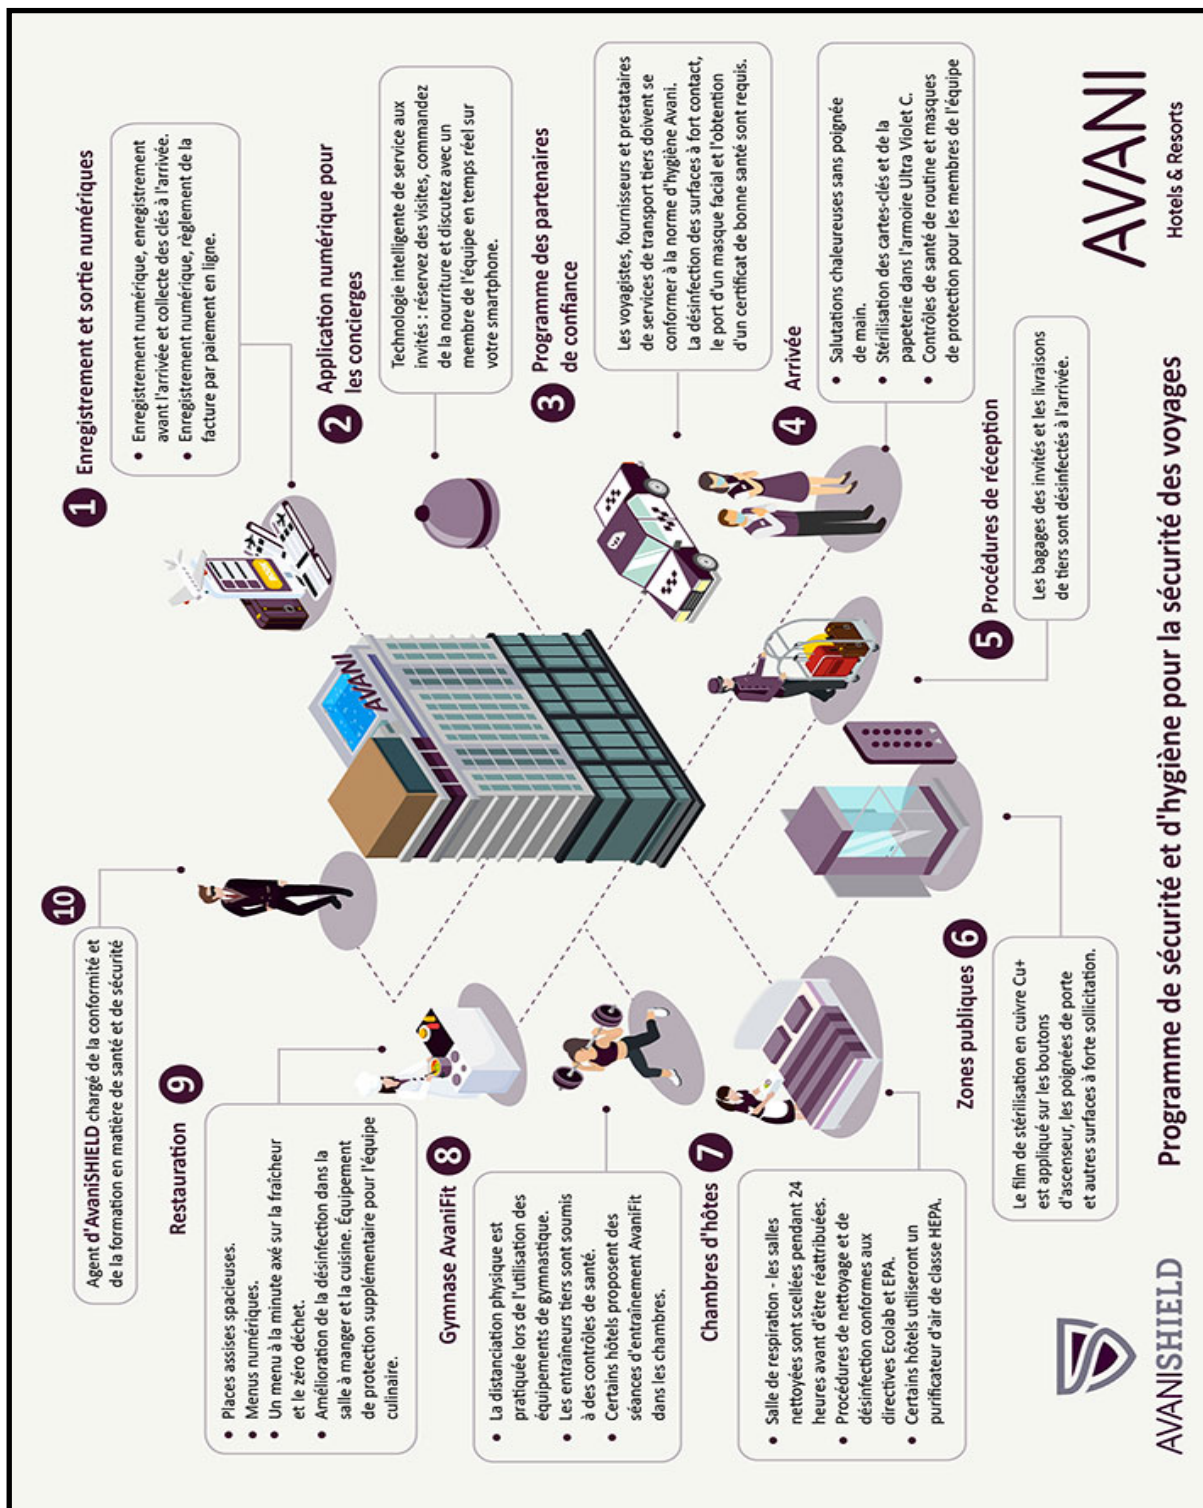 1 Enregistrement et sortie numériques
• Enregistrement numérique, enregistrement
avant l'arrivée et collecte des clés à l'arrivée.
• Enregistrement numérique, règlement de la
facture par paiement en ligne.
2 Application numérique pour
les concierges
Technologie intelligente de service aux
invités : réservez des visites, commandez
de la nourriture et discutez avec un
membre de l'équipe en temps réel sur
votre smartphone.
3 Programme des partenaires
de confiance
Les voyagistes, fournisseurs et prestataires
de services de transport tiers doivent se
conformer à la norme d'hygiène Avani.
La désinfection des surfaces à fort contact,
le port d'un masque facial et l'obtention
d'un certificat de bonne santé sont requis.
4 Arrivée
• Salutations chaleureuses sans poignée
de main.
• Stérilisation des cartes-clés et de la
papeterie dans l'armoire Ultra Violet C.
• Contrôles de santé de routine et masques
de protection pour les membres de l'équipe
5 Procédures de réception
Les bagages des invités et les livraisons
de tiers sont désinfectés à l'arrivée.
Zones publiques 6
Le film de stérilisation en cuivre Cu+
est appliqué sur les boutons
d'ascenseur, les poignées de porte
et autres surfaces à forte sollicitation.
Chambres d'hôtes 7
• Salle de respiration - les salles
nettoyées sont scellées pendant 24
heures avant d'être réattribuées.
• Procédures de nettoyage et de
désinfection conformes aux
directives Ecolab et EPA.
• Certains hôtels utiliseront un
purificateur d'air de classe HEPA.
Gymnase AvaniFit 8
• La distanciation physique est
pratiquée lors de l'utilisation des
équipements de gymnastique.
• Les entraîneurs tiers sont soumis
à des contrôles de santé.
• Certains hôtels proposent des
séances d'entraînement AvaniFit
dans les chambres.
Restauration 9
• Places assises spacieuses.
• Menus numériques.
• Un menu à la minute axé sur la fraîcheur
et le zéro déchet.
• Amélioration de la désinfection dans la
salle à manger et la cuisine. Équipement
de protection supplémentaire pour l'équipe
culinaire.
10
Agent d'AvaniSHIELD chargé de la conformité et
de la formation en matière de santé et de sécurité
AVANI
AVANISHIELD
Programme de sécurité et d'hygiène pour la sécurité des voyages
AVANI
Hotels & Resorts